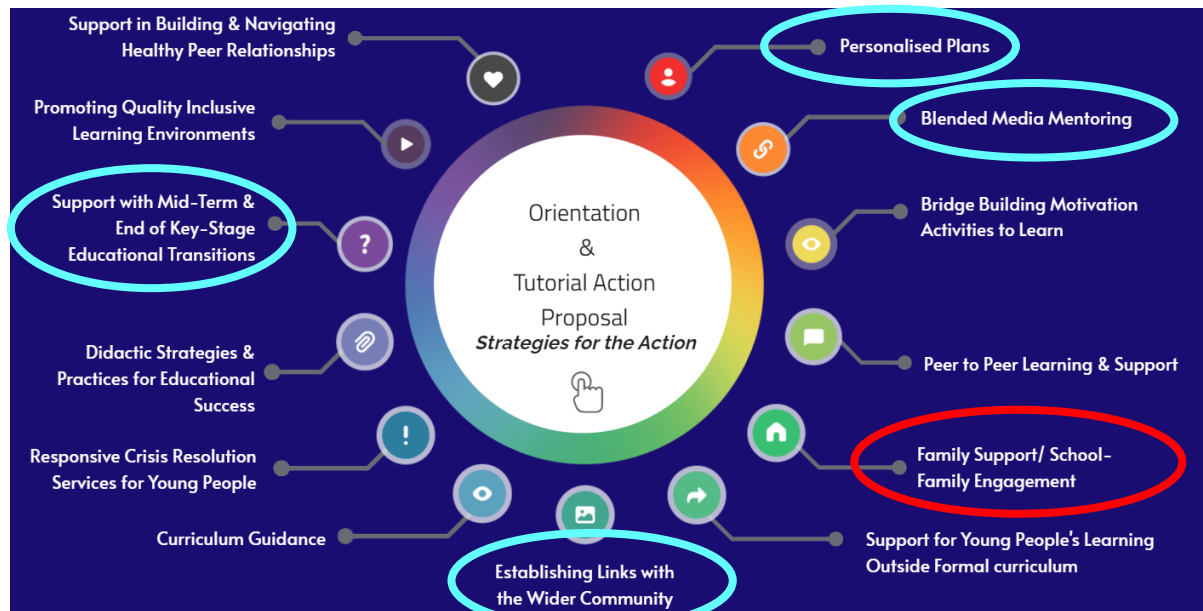 Support in Building & Navigating
Healthy Peer Relationships
Promoting Quality Inclusive
Learning Environments
Support with Mid-Term &
End of Key-Stage
Educational Transitions
?
Didactic Strategies &
Practices for Educational
Success
Responsive Crisis Resolution
Services for Young People
!
Curriculum Guidance
Establishing Links with
the Wider Community
Orientation
&
Tutorial Action
Proposal
Strategies for the Action
Personalised Plans
Blended Media Mentoring
Bridge Building Motivation
Activities to Learn
Peer to Peer Learning & Support
Family Support/ School-
Family Engagement
Support for Young People's Learning
Outside Formal curriculum